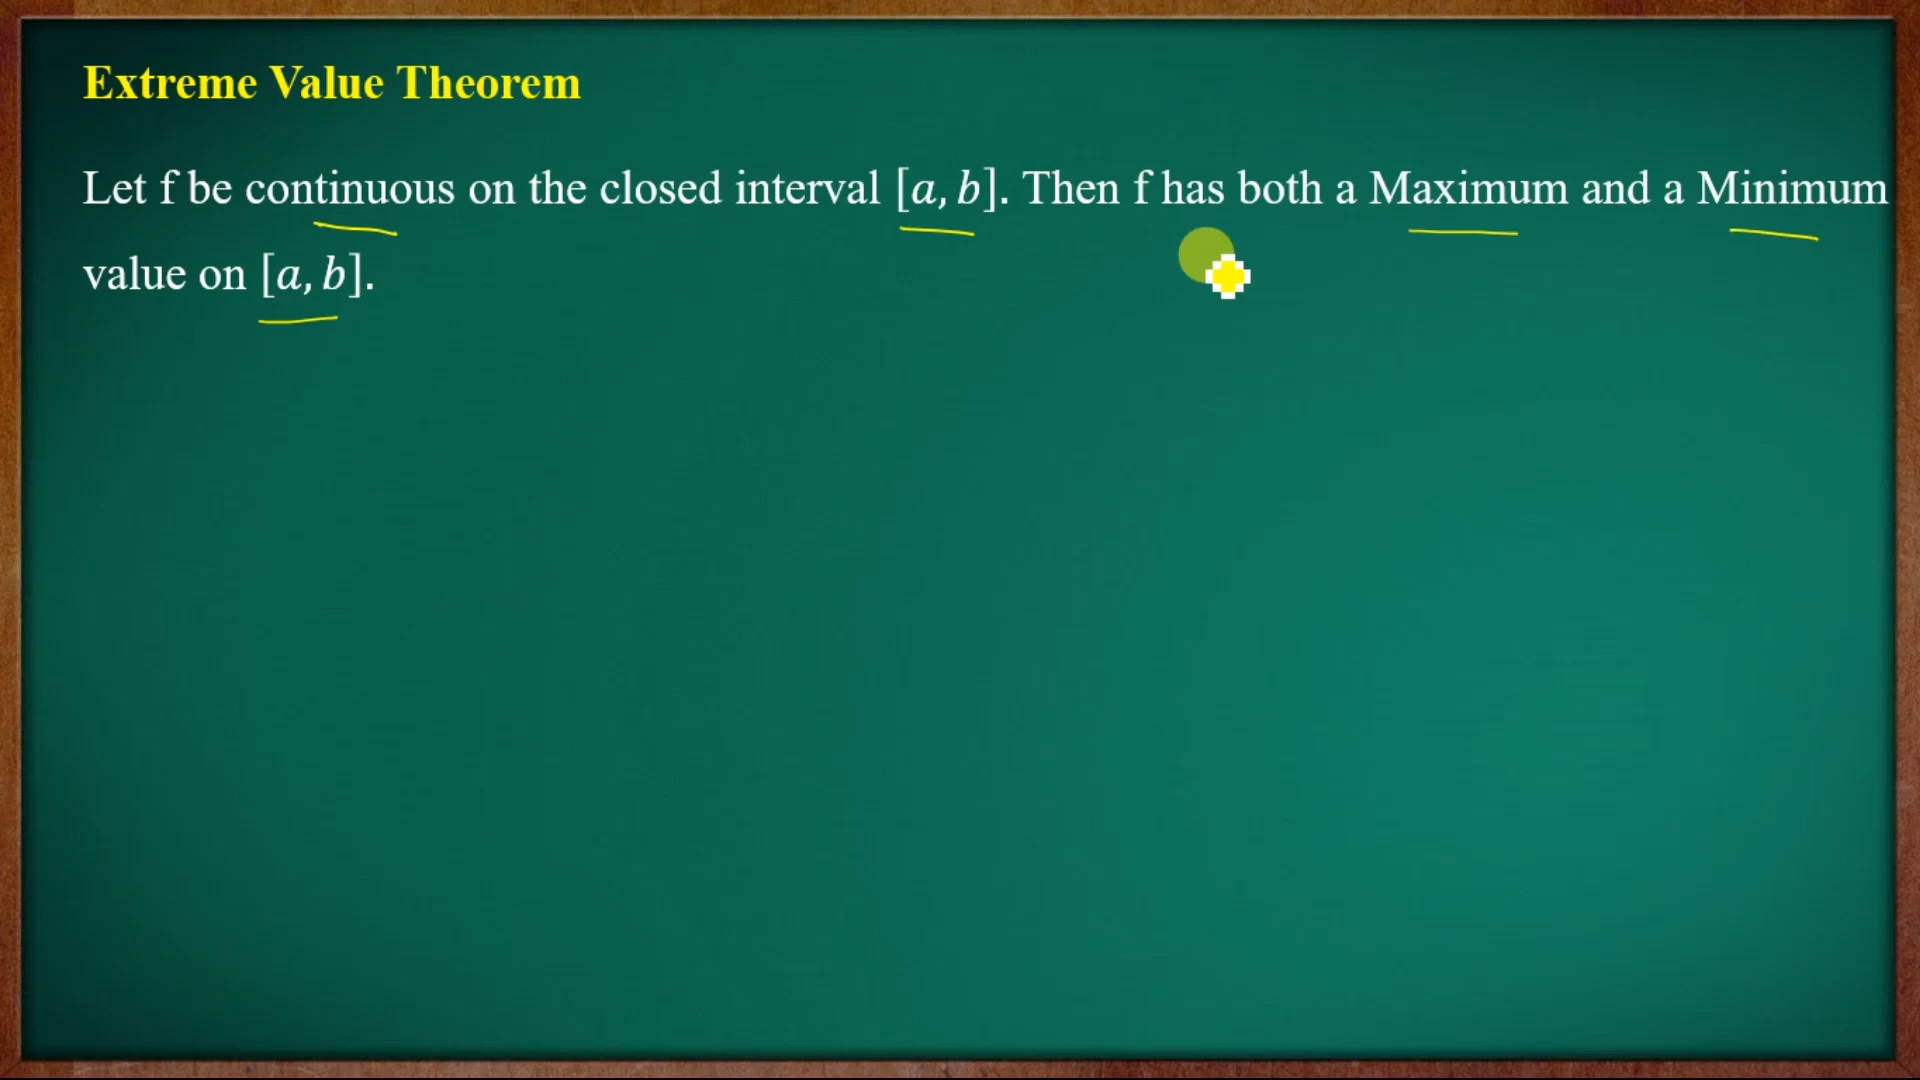 Extreme Value Theorem
Let f be continuous on the closed interval [a, b]. Then f has both a Maximum and a Minimum
value on [a, b].